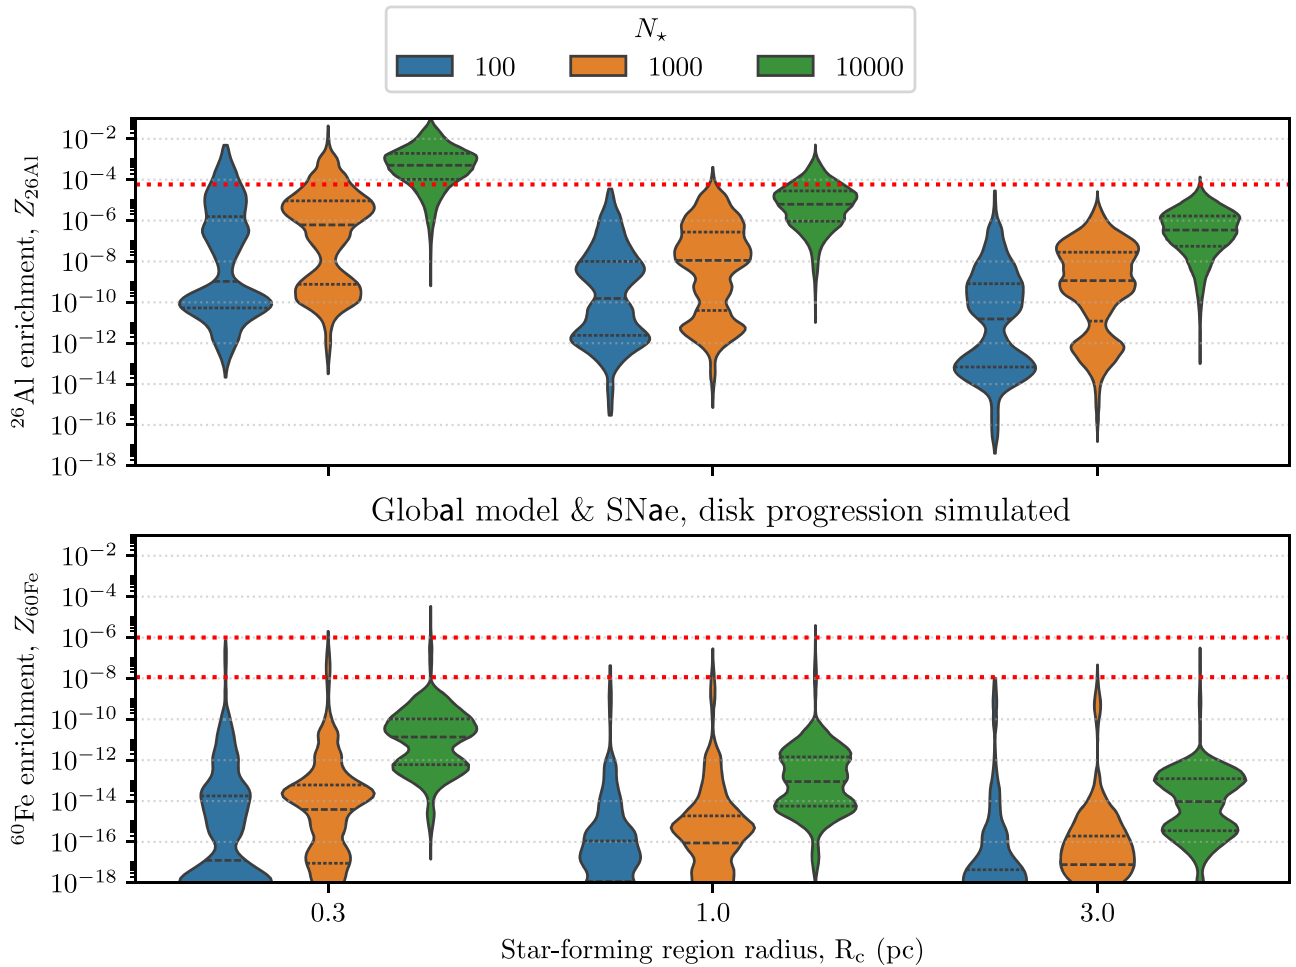 N⋆
100 1000 10000
10⁻²
10⁻⁴
10⁻⁶
10⁻⁸
10⁻¹⁰
10⁻¹²
10⁻¹⁴
10⁻¹⁶
10⁻¹⁸
²⁶Al enrichment, Z₂₆Al
Global model & SNae, disk progression simulated
10⁻²
10⁻⁴
10⁻⁶
10⁻⁸
10⁻¹⁰
10⁻¹²
10⁻¹⁴
10⁻¹⁶
10⁻¹⁸
⁶⁰Fe enrichment, Z₆₀Fe
0.3 1.0 3.0
Star-forming region radius, R_c (pc)